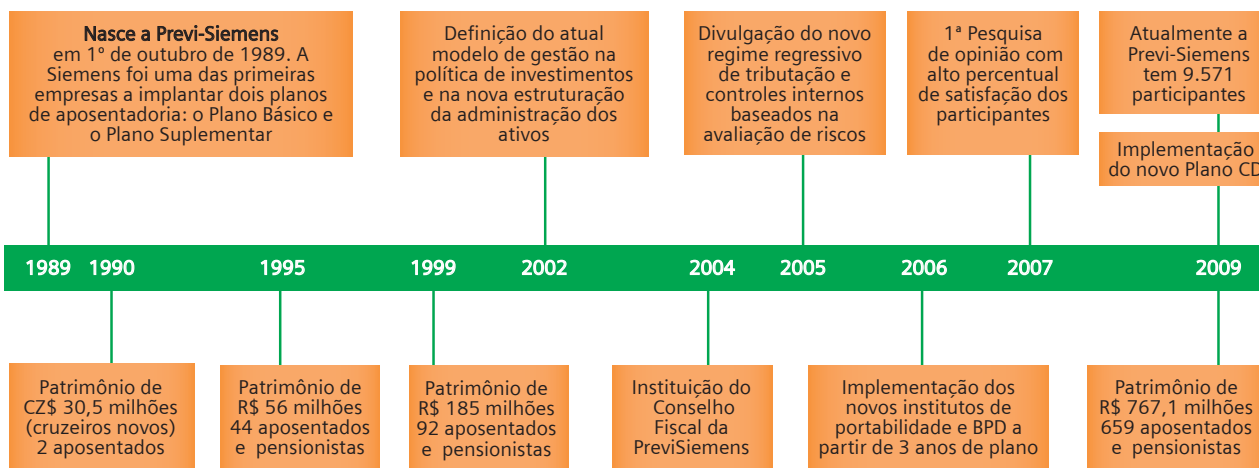 Nasce a Previ-Siemens
em 1º de outubro de 1989. A
Siemens foi uma das primeiras
empresas a implantar dois planos
de aposentadoria: o Plano Básico e
o Plano Suplementar
Definição do atual
modelo de gestão na
política de investimentos
e na nova estruturação
da administração dos
ativos
Divulgação do novo
regime regressivo
de tributação e
controles internos
baseados na
avaliação de riscos
1ª Pesquisa
de opinião com
alto percentual
de satisfação dos
participantes
Atualmente a
Previ-Siemens
tem 9.571
participantes
Implementação
do novo Plano CD
1989 1990 1995 1999 2002 2004 2005 2006 2007 2009
Patrimônio de
CZ$ 30,5 milhões
(cruzeiros novos)
2 aposentados
Patrimônio de
R$ 56 milhões
44 aposentados
e pensionistas
Patrimônio de
R$ 185 milhões
92 aposentados
e pensionistas
Instituição do
Conselho
Fiscal da
PreviSiemens
Implementação dos
novos institutos de
portabilidade e BPD a
partir de 3 anos de plano
Patrimônio de
R$ 767,1 milhões
659 aposentados
e pensionistas